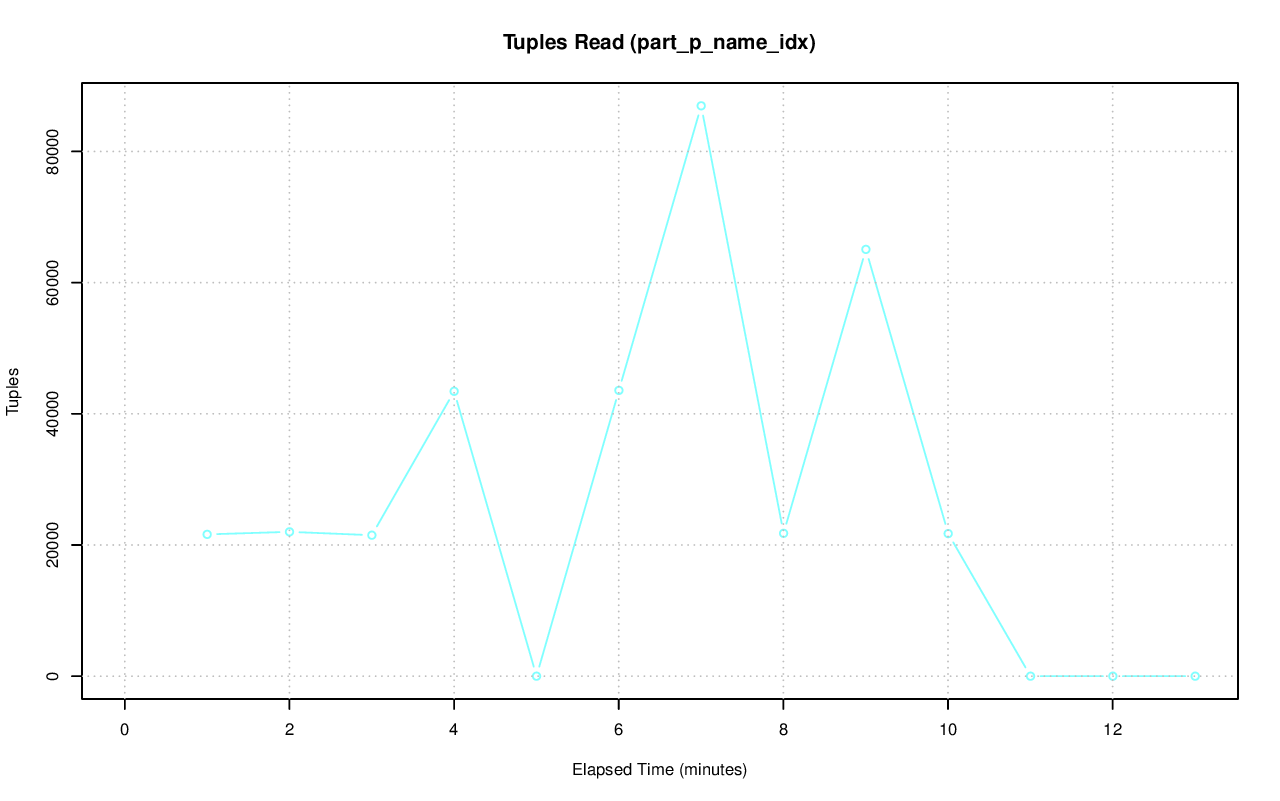 Tuples Read (part_p_name_idx)
Tuples
80000
60000
40000
20000
0
0 2 4 6 8 10 12
Elapsed Time (minutes)